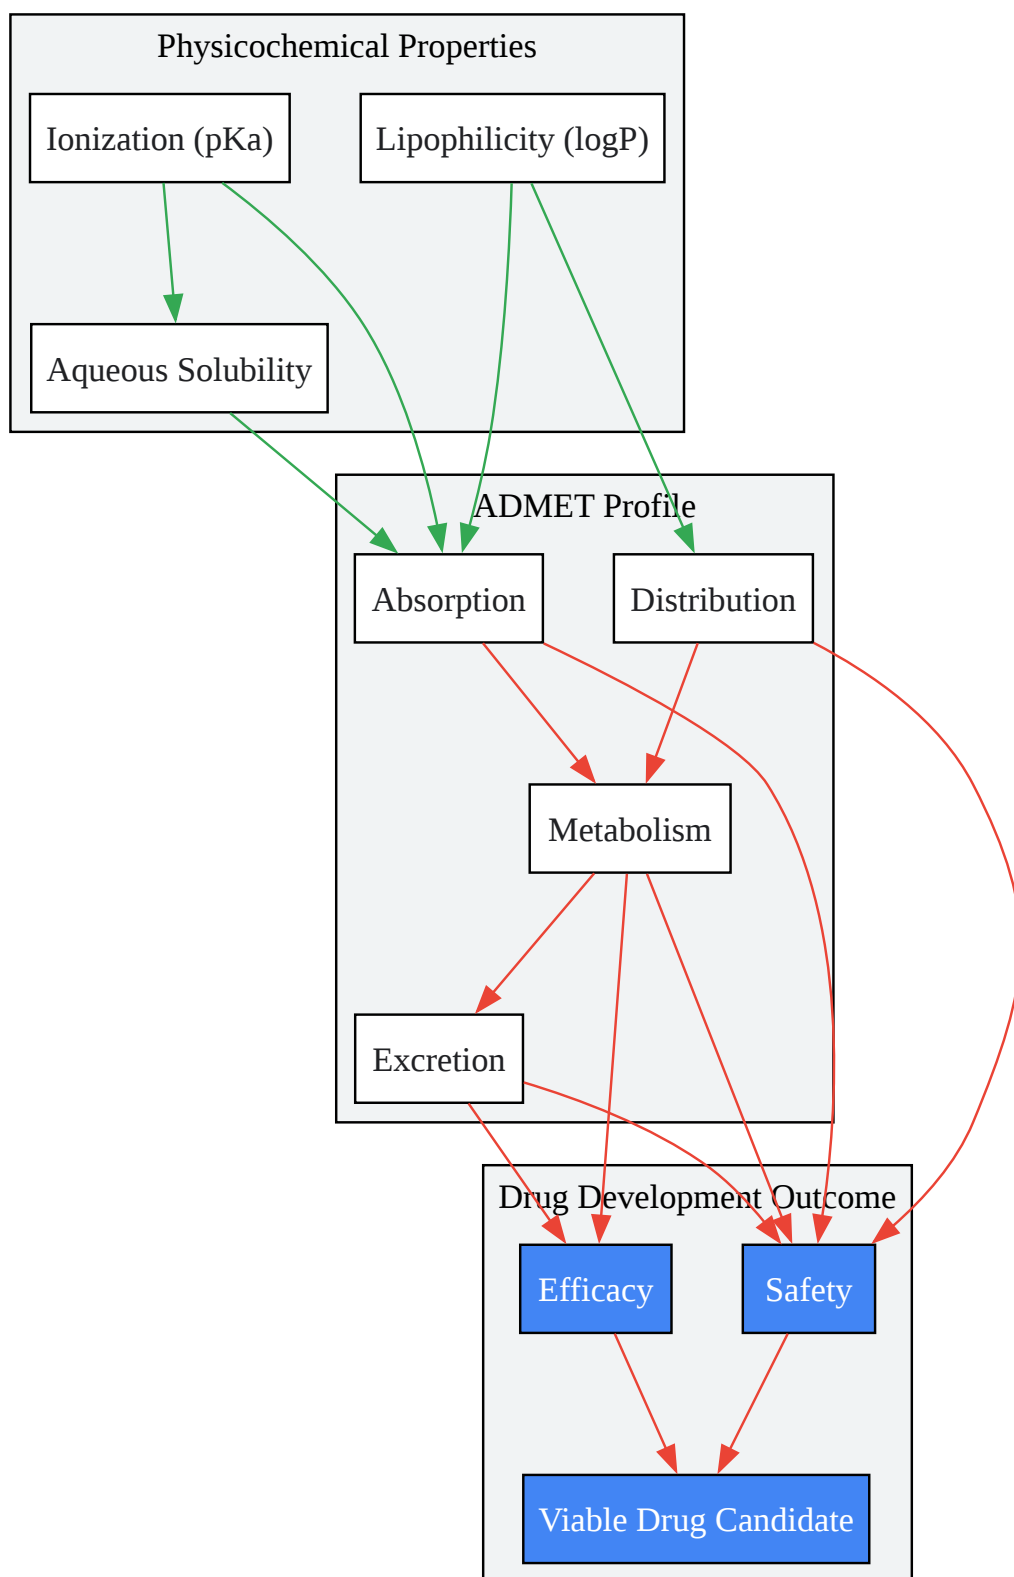 Physicochemical Properties
Ionization (pKa)
Lipophilicity (logP)
Aqueous Solubility
ADMET Profile
Absorption
Distribution
Metabolism
Excretion
Drug Development Outcome
Efficacy
Safety
Viable Drug Candidate